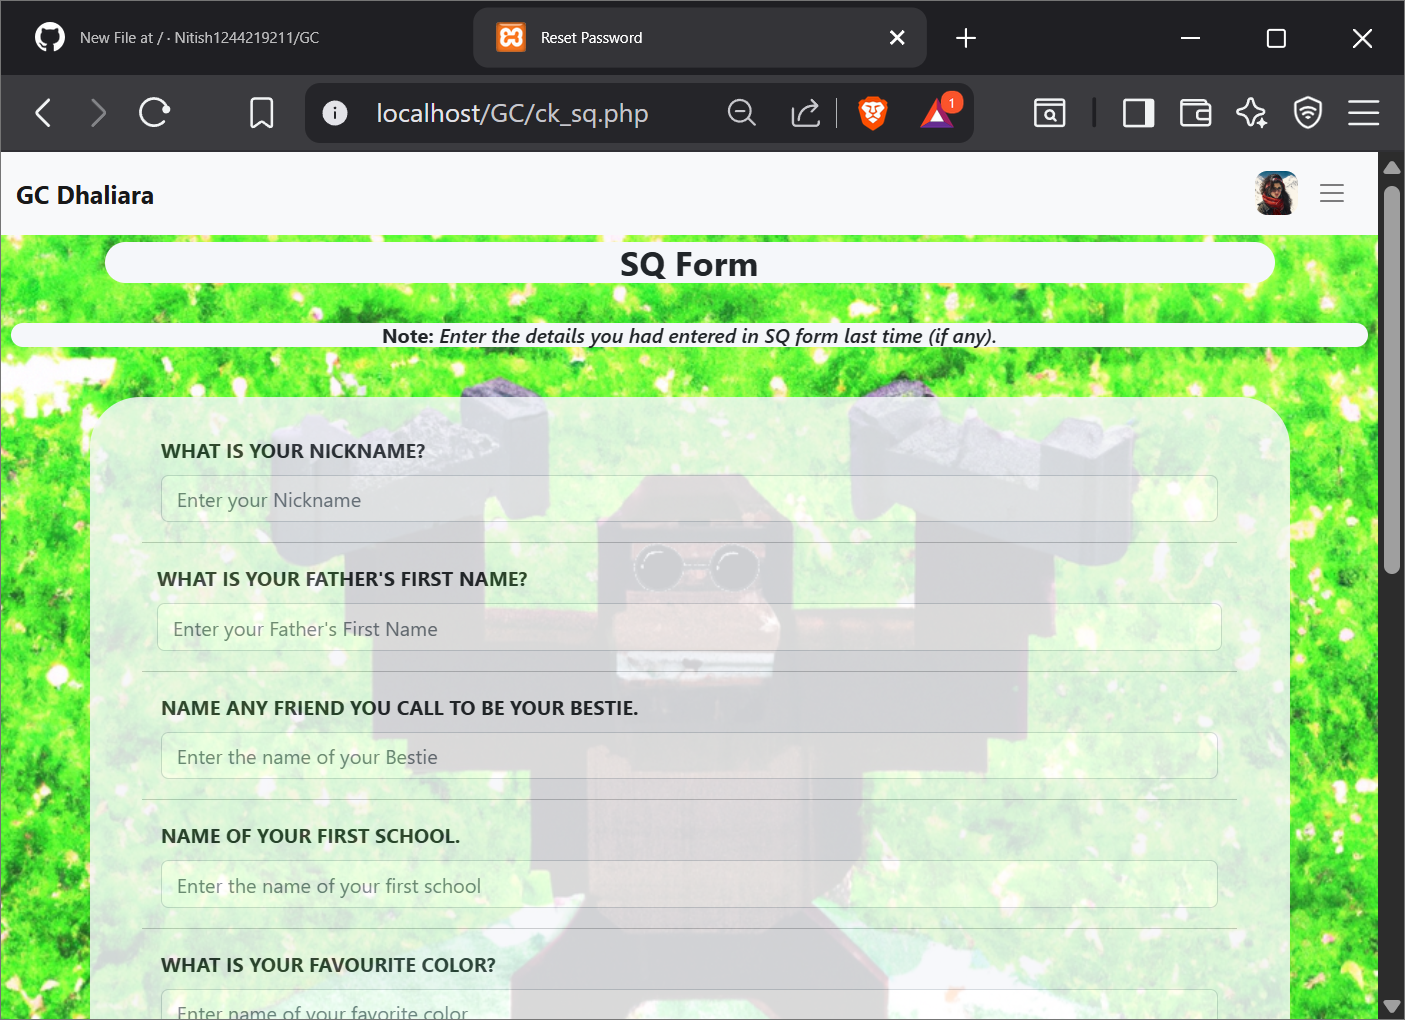 New File at / · Nitish1244219211/GC
Reset Password
localhost/GC/ck_sq.php
1
GC Dhaliara
SQ Form
Note: Enter the details you had entered in SQ form last time (if any).
WHAT IS YOUR NICKNAME?
Enter your Nickname
WHAT IS YOUR FATHER'S FIRST NAME?
Enter your Father's First Name
NAME ANY FRIEND YOU CALL TO BE YOUR BESTIE.
Enter the name of your Bestie
NAME OF YOUR FIRST SCHOOL.
Enter the name of your first school
WHAT IS YOUR FAVOURITE COLOR?
Enter name of your favorite color